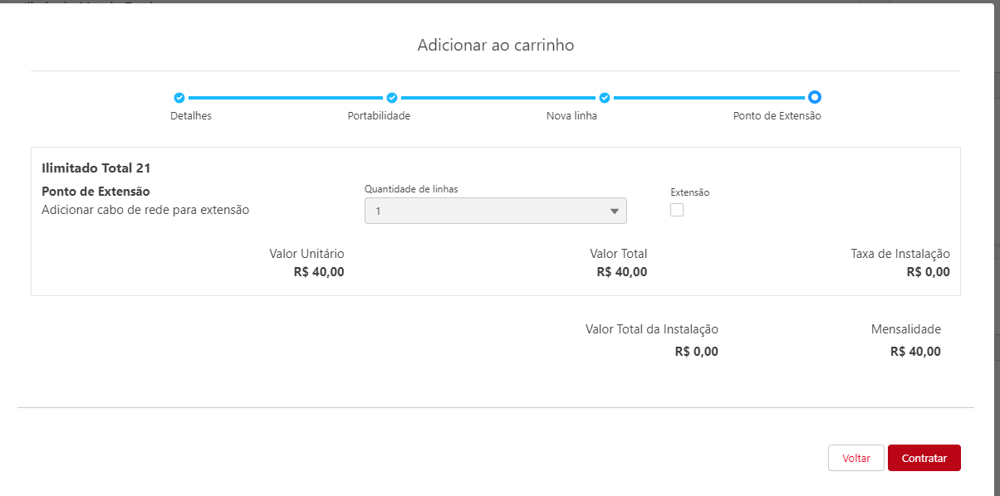 Adicionar ao carrinho
Detalhes Portabilidade Nova linha Ponto de Extensão
Ilimitado Total 21
Ponto de Extensão
Adicionar cabo de rede para extensão
Quantidade de linhas
1
Extensão
Valor Unitário
R$ 40,00
Valor Total
R$ 40,00
Taxa de Instalação
R$ 0,00
Valor Total da Instalação
R$ 0,00
Mensalidade
R$ 40,00
Voltar Contratar